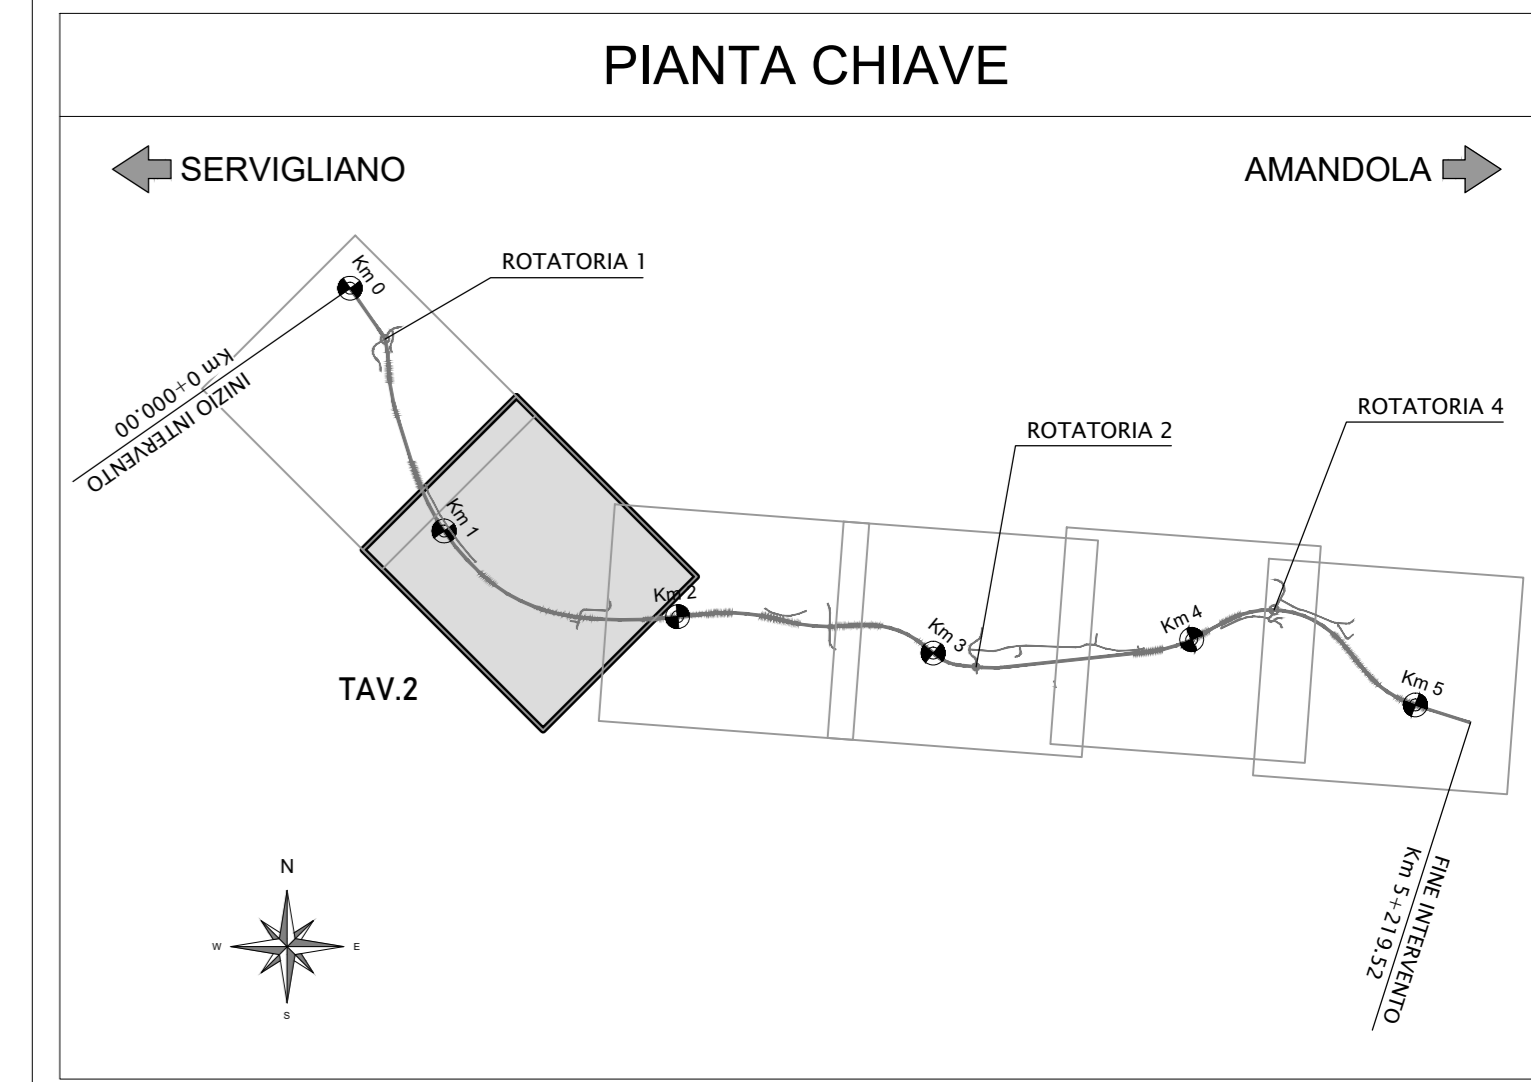 PIANTA CHIAVE
SERVIGLIANO
AMANDOLA
Km 0
ROTATORIA 1
Km 0+000.00
INIZIO INTERVENTO
ROTATORIA 4
ROTATORIA 2
Km 1
Km 2
Km 3
Km 4
Km 5
TAV.2
FINE INTERVENTO
Km 5+219.52
N
W
E
S